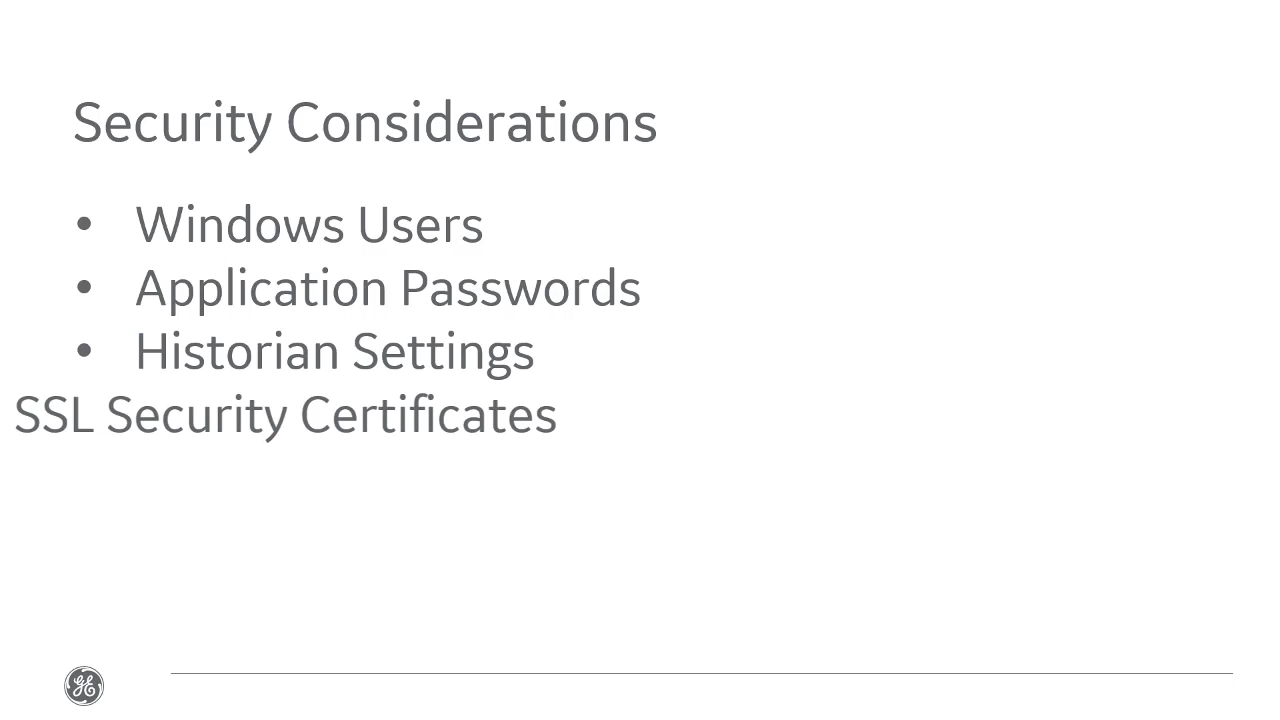 Security Considerations
• Windows Users
• Application Passwords
• Historian Settings
SSL Security Certificates